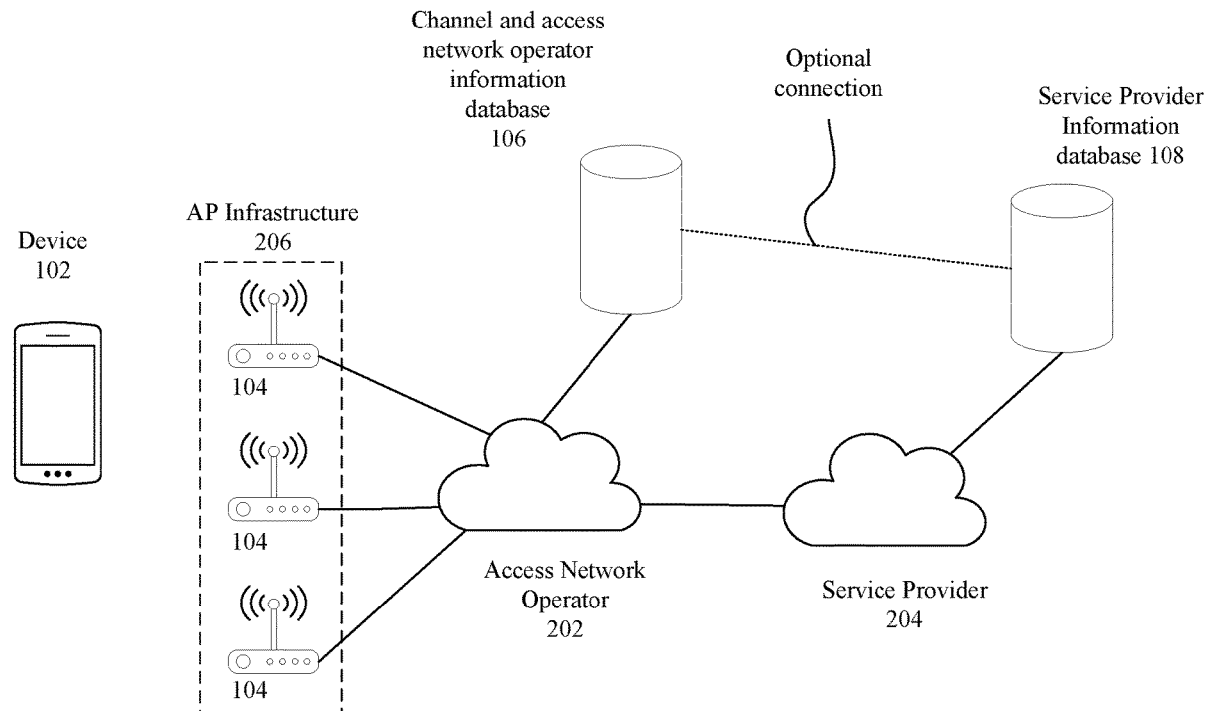 Channel and access
network operator
information
database
106
Optional
connection
Service Provider
Information
database 108
AP Infrastructure
206
Device
102
104
104
104
Access Network
Operator
202
Service Provider
204